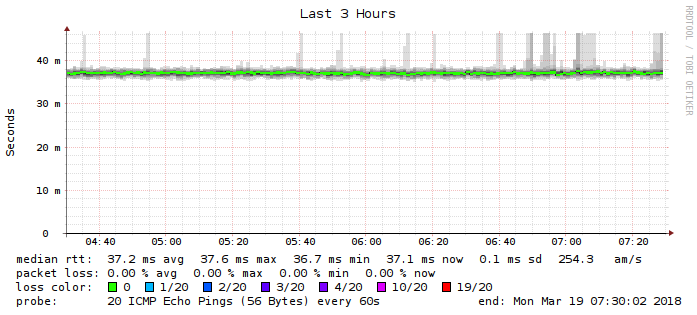 Last 3 Hours
RRDTOOL / TOBI OETIKER
Seconds
40 m
30 m
20 m
10 m
0
04:40 05:00 05:20 05:40 06:00 06:20 06:40 07:00 07:20
median rtt: 37.2 ms avg 37.6 ms max 36.7 ms min 37.1 ms now 0.1 ms sd 254.3 am/s
packet loss: 0.00 % avg 0.00 % max 0.00 % min 0.00 % now
loss color: 0 1/20 2/20 3/20 4/20 10/20 19/20
probe: 20 ICMP Echo Pings (56 Bytes) every 60s end: Mon Mar 19 07:30:02 2018